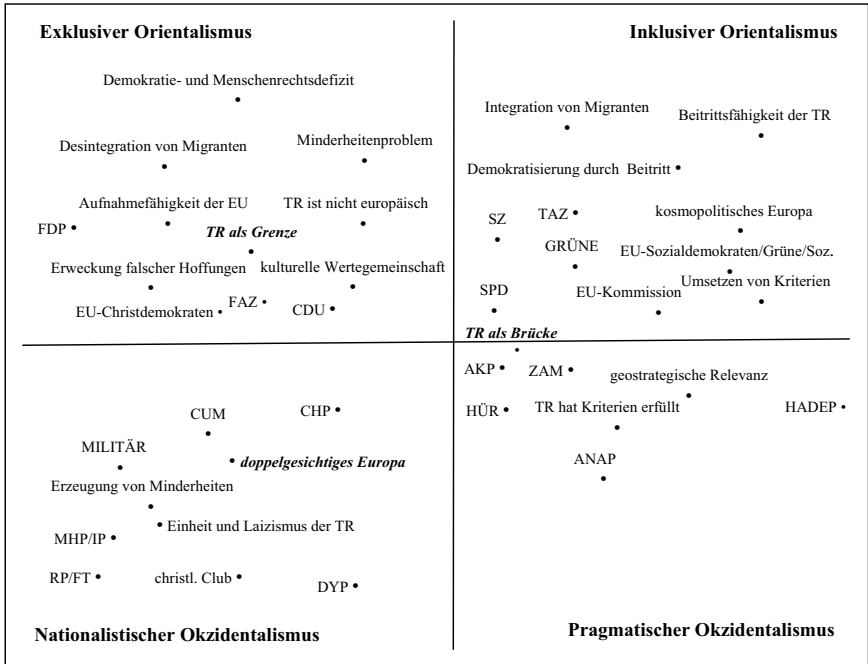 Exklusiver Orientalismus
Inklusiver Orientalismus
Demokratie- und Menschenrechtsdefizit
Integration von Migranten
Beitrittsfähigkeit der TR
Desintegration von Migranten
Minderheitenproblem
Demokratisierung durch Beitritt
Aufnahmefähigkeit der EU
TR ist nicht europäisch
FDP
TR als Grenze
SZ
TAZ
kosmopolitisches Europa
GRÜNE
EU-Sozialdemokraten/Grüne/Soz.
Erweckung falscher Hoffungen
kulturelle Wertegemeinschaft
SPD
EU-Kommission
Umsetzen von Kriterien
EU-Christdemokraten
FAZ
CDU
TR als Brücke
AKP
ZAM
geostrategische Relevanz
CUM
CHP
HÜR
TR hat Kriterien erfüllt
HADEP
MILITÄR
doppelgesichtiges Europa
ANAP
Erzeugung von Minderheiten
Einheit und Laizismus der TR
MHP/IP
RP/FT
christl. Club
DYP
Nationalistischer Okzidentalismus
Pragmatischer Okzidentalismus